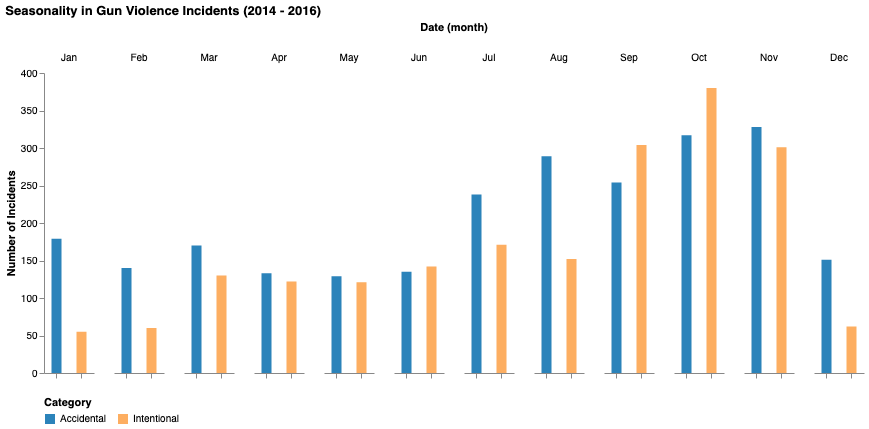 Seasonality in Gun Violence Incidents (2014 - 2016)
Date (month)
Jan Feb Mar Apr May Jun Jul Aug Sep Oct Nov Dec
400
350
300
250
200
150
100
50
0
Number of Incidents
Category
Accidental Intentional